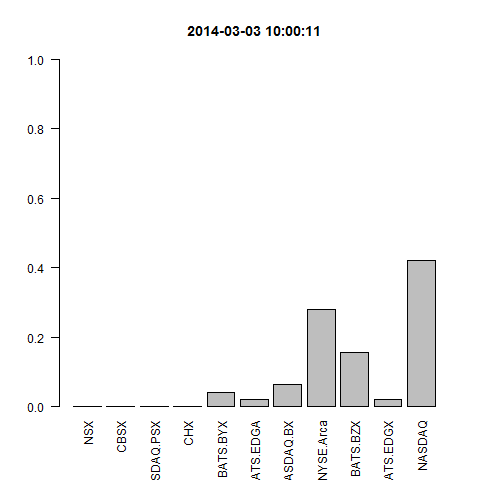 2014-03-03 10:00:11
1.0
0.8
0.6
0.4
0.2
0.0
NSX
CBSX
SDAQ.PSX
CHX
BATS.BYX
ATS.EDGA
ASDAQ.BX
NYSE.Arca
BATS.BZX
ATS.EDGX
NASDAQ